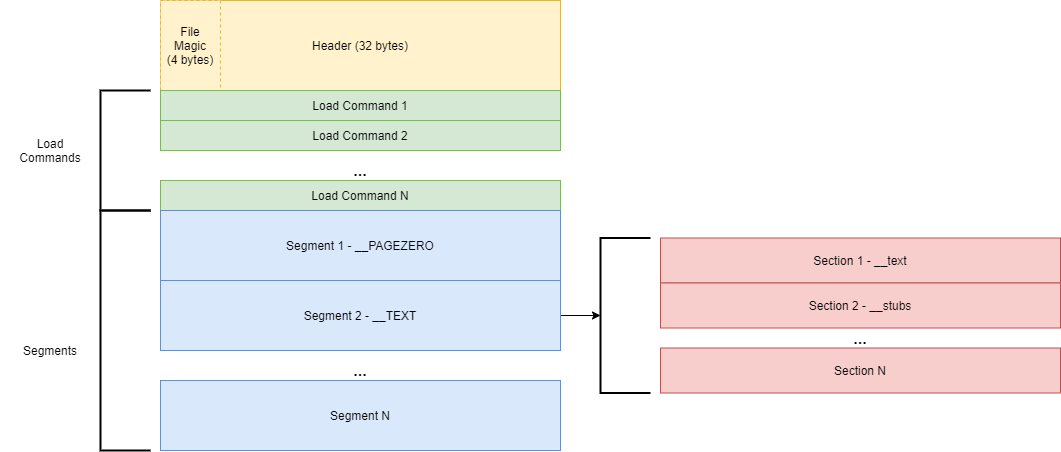 File
Magic
(4 bytes)
Header (32 bytes)
Load Command 1
Load Command 2
...
Load Command N
Load
Commands
Segment 1 - __PAGEZERO
Segment 2 - __TEXT
...
Segment N
Segments
Section 1 - __text
Section 2 - __stubs
...
Section N